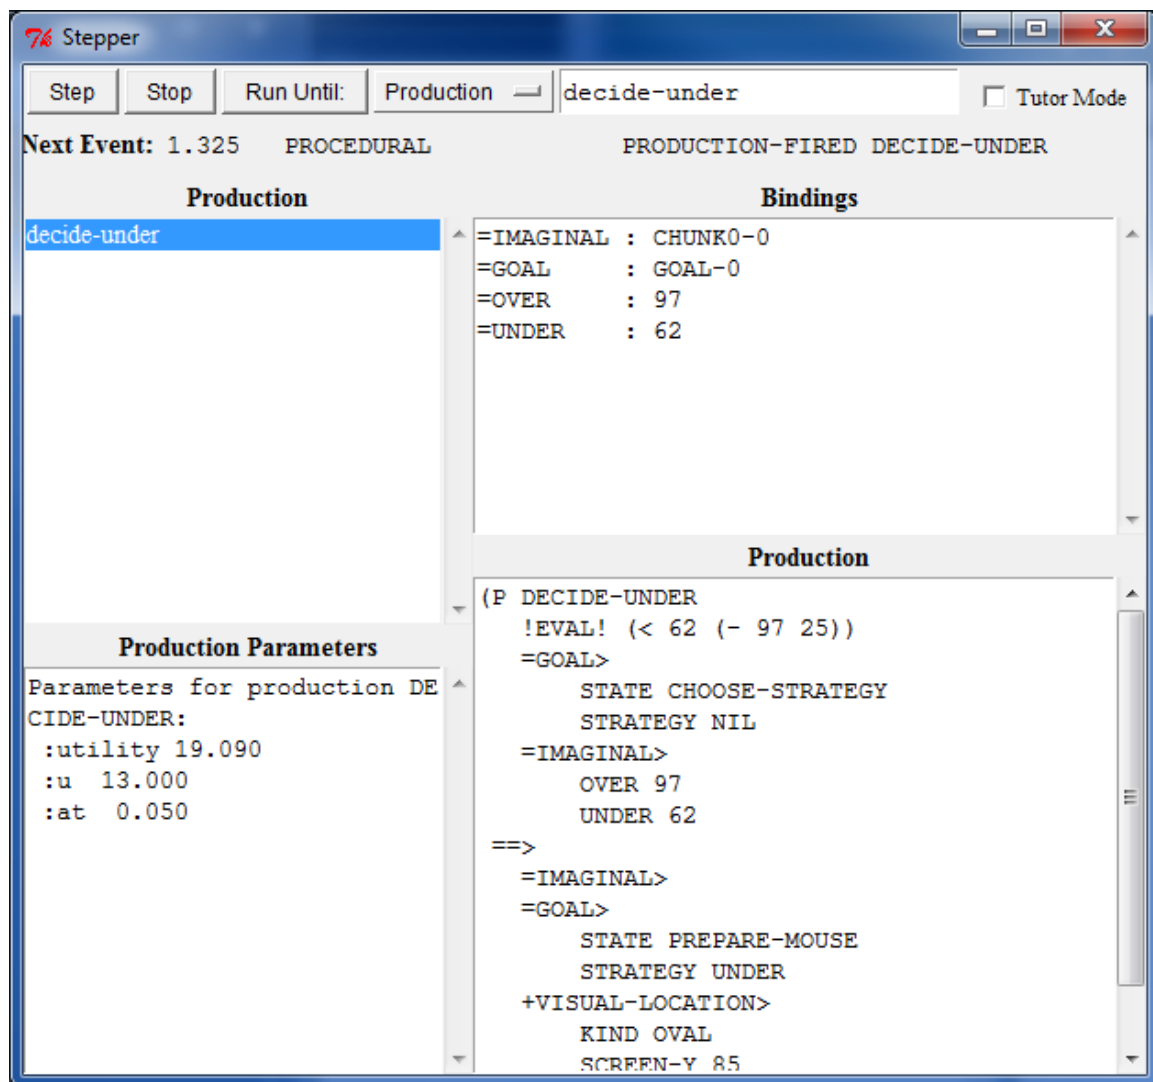 Stepper
Step Stop Run Until: Production decide-under Tutor Mode
Next Event: 1.325 PROCEDURAL PRODUCTION-FIRED DECIDE-UNDER
Production
decide-under
Bindings
=IMAGINAL : CHUNK0-0
=GOAL : GOAL-0
=OVER : 97
=UNDER : 62
Production Parameters
Parameters for production DE
CIDE-UNDER:
:utility 19.090
:u 13.000
:at 0.050
Production
(P DECIDE-UNDER
!EVAL! (< 62 (- 97 25))
=GOAL>
STATE CHOOSE-STRATEGY
STRATEGY NIL
=IMAGINAL>
OVER 97
UNDER 62
==>
=IMAGINAL>
=GOAL>
STATE PREPARE-MOUSE
STRATEGY UNDER
+VISUAL-LOCATION>
KIND OVAL
SCREEN-Y 85